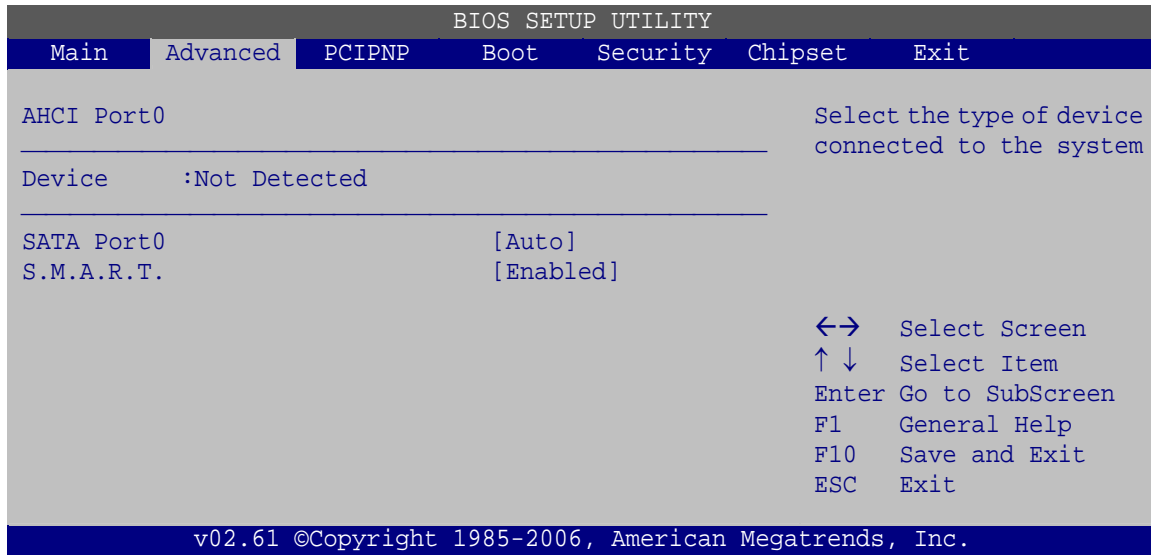 BIOS SETUP UTILITY
Main Advanced PCIPNP Boot Security Chipset Exit
AHCI Port0
Device :Not Detected
SATA Port0 [Auto]
S.M.A.R.T. [Enabled]
Select the type of device
connected to the system
←→ Select Screen
↑↓ Select Item
Enter Go to SubScreen
F1 General Help
F10 Save and Exit
ESC Exit
v02.61 ©Copyright 1985-2006, American Megatrends, Inc.